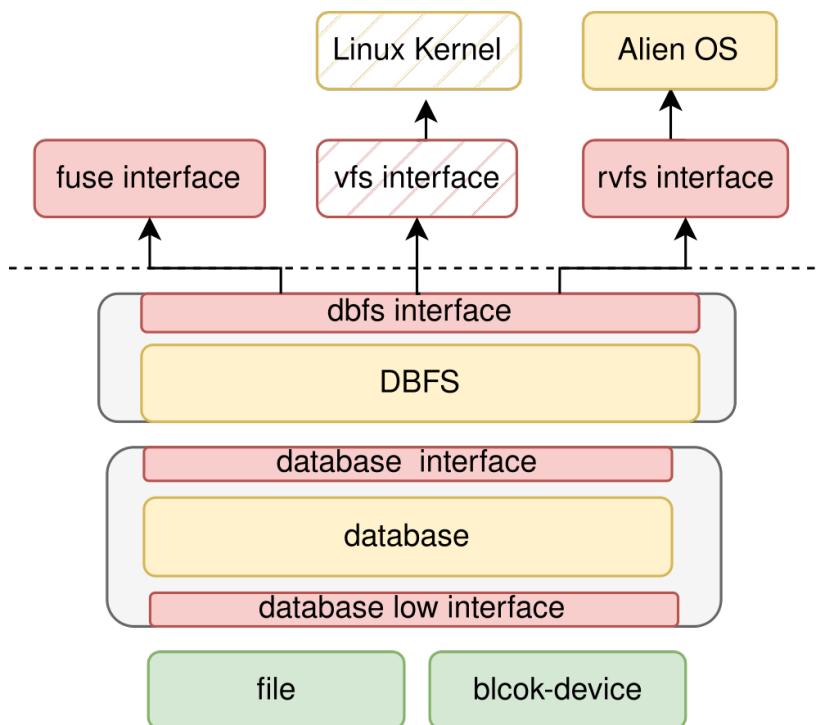 Linux Kernel
Alien OS
fuse interface
vfs interface
rvfs interface
dbfs interface
DBFS
database interface
database
database low interface
file
blcok-device